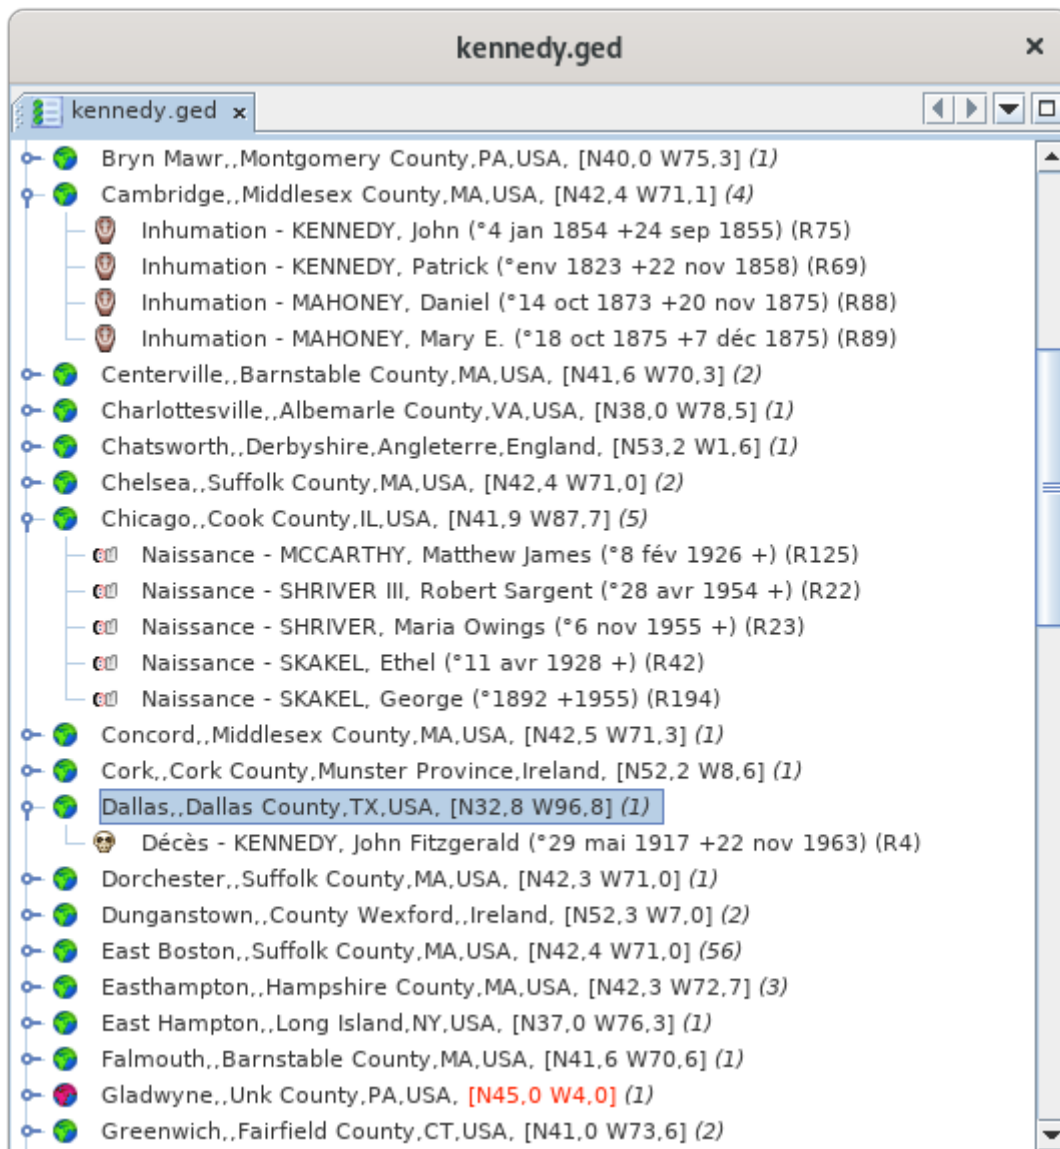 kennedy.ged
kennedy.ged
Bryn Mawr,,Montgomery County,PA,USA, [N40,0 W75,3] (1)
Cambridge,,Middlesex County,MA,USA, [N42,4 W71,1] (4)
Inhumation - KENNEDY, John (°4 jan 1854 +24 sep 1855) (R75)
Inhumation - KENNEDY, Patrick (°env 1823 +22 nov 1858) (R69)
Inhumation - MAHONEY, Daniel (°14 oct 1873 +20 nov 1875) (R88)
Inhumation - MAHONEY, Mary E. (°18 oct 1875 +7 déc 1875) (R89)
Centerville,,Barnstable County,MA,USA, [N41,6 W70,3] (2)
Charlottesville,,Albemarle County,VA,USA, [N38,0 W78,5] (1)
Chatsworth,,Derbyshire,Angleterre,England, [N53,2 W1,6] (1)
Chelsea,,Suffolk County,MA,USA, [N42,4 W71,0] (2)
Chicago,,Cook County,IL,USA, [N41,9 W87,7] (5)
Naissance - MCCARTHY, Matthew James (°8 fév 1926 +) (R125)
Naissance - SHRIVER III, Robert Sargent (°28 avr 1954 +) (R22)
Naissance - SHRIVER, Maria Owings (°6 nov 1955 +) (R23)
Naissance - SKAKEL, Ethel (°11 avr 1928 +) (R42)
Naissance - SKAKEL, George (°1892 +1955) (R194)
Concord,,Middlesex County,MA,USA, [N42,5 W71,3] (1)
Cork,,Cork County,Munster Province,Ireland, [N52,2 W8,6] (1)
Dallas,,Dallas County,TX,USA, [N32,8 W96,8] (1)
Décès - KENNEDY, John Fitzgerald (°29 mai 1917 +22 nov 1963) (R4)
Dorchester,,Suffolk County,MA,USA, [N42,3 W71,0] (1)
Dunganstown,,County Wexford,,Ireland, [N52,3 W7,0] (2)
East Boston,,Suffolk County,MA,USA, [N42,4 W71,0] (56)
Easthampton,,Hampshire County,MA,USA, [N42,3 W72,7] (3)
East Hampton,,Long Island,NY,USA, [N37,0 W76,3] (1)
Falmouth,,Barnstable County,MA,USA, [N41,6 W70,6] (1)
Gladwyne,,Unk County,PA,USA, [N45,0 W4,0] (1)
Greenwich,,Fairfield County,CT,USA, [N41,0 W73,6] (2)